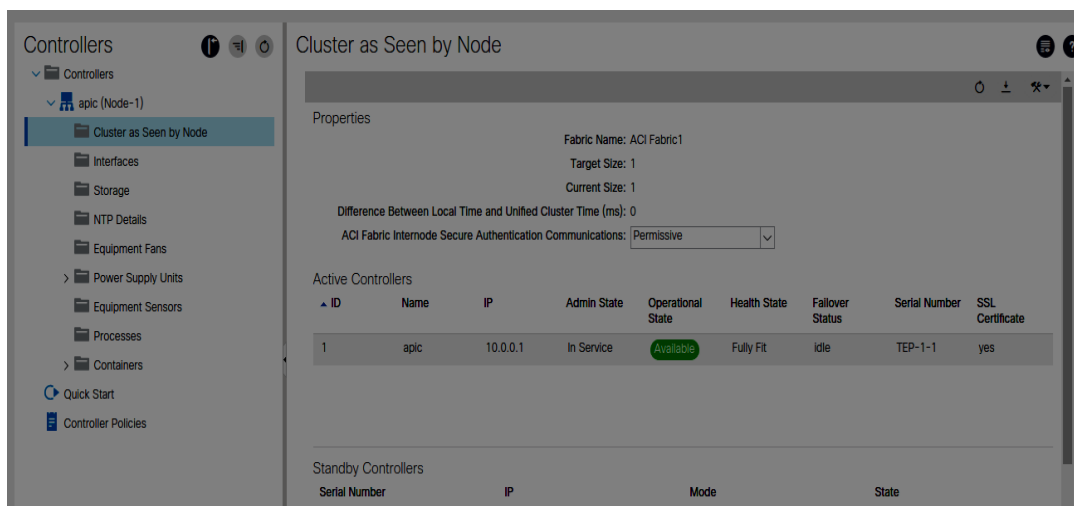 Controllers
Controllers
apic (Node-1)
Cluster as Seen by Node
Interfaces
Storage
NTP Details
Equipment Fans
Power Supply Units
Equipment Sensors
Processes
Containers
Quick Start
Controller Policies
Cluster as Seen by Node
?
Properties
Fabric Name: ACI Fabric1
Target Size: 1
Current Size: 1
Difference Between Local Time and Unified Cluster Time (ms): 0
ACI Fabric Internode Secure Authentication Communications: Permissive
Active Controllers
ID Name IP Admin State Operational State Health State Failover Status Serial Number SSL Certificate
1 apic 10.0.0.1 In Service Available Fully Fit idle TEP-1-1 yes
Standby Controllers
Serial Number IP Mode State